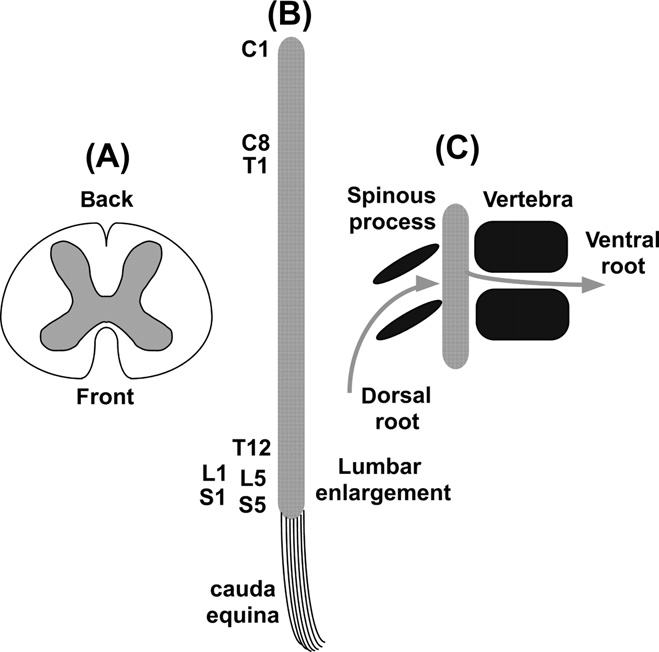 (A)
Back
Front
(B)
C1
C8
T1
T12
L1 L5
S1 S5
Lumbar
enlargement
cauda
equina
(C)
Spinous
process
Vertebra
Ventral
root
Dorsal
root